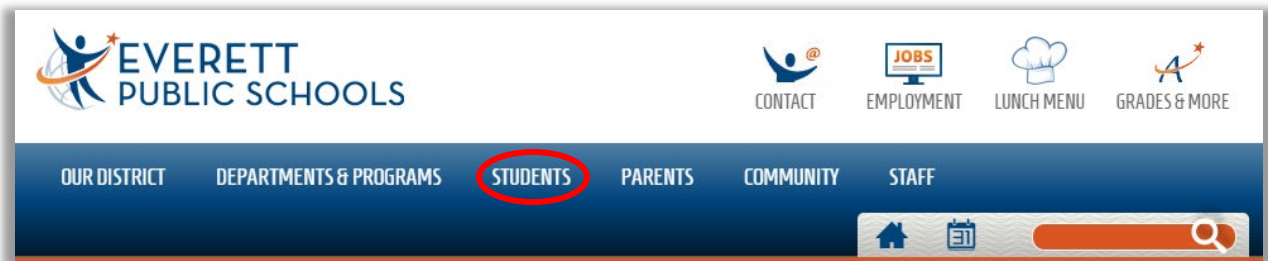 EVERETT
PUBLIC SCHOOLS
@
JOBS
CONTACT
EMPLOYMENT
LUNCH MENU
GRADES & MORE
OUR DISTRICT
DEPARTMENTS & PROGRAMS
STUDENTS
PARENTS
COMMUNITY
STAFF
31